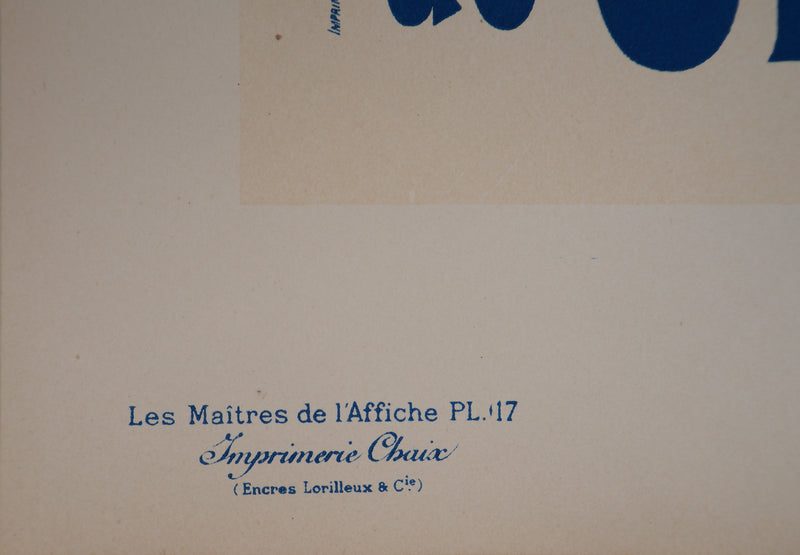 Les Maîtres de l'Affiche PL. 17
Imprimerie Chaix
(Encres Lorilleux & Cie)